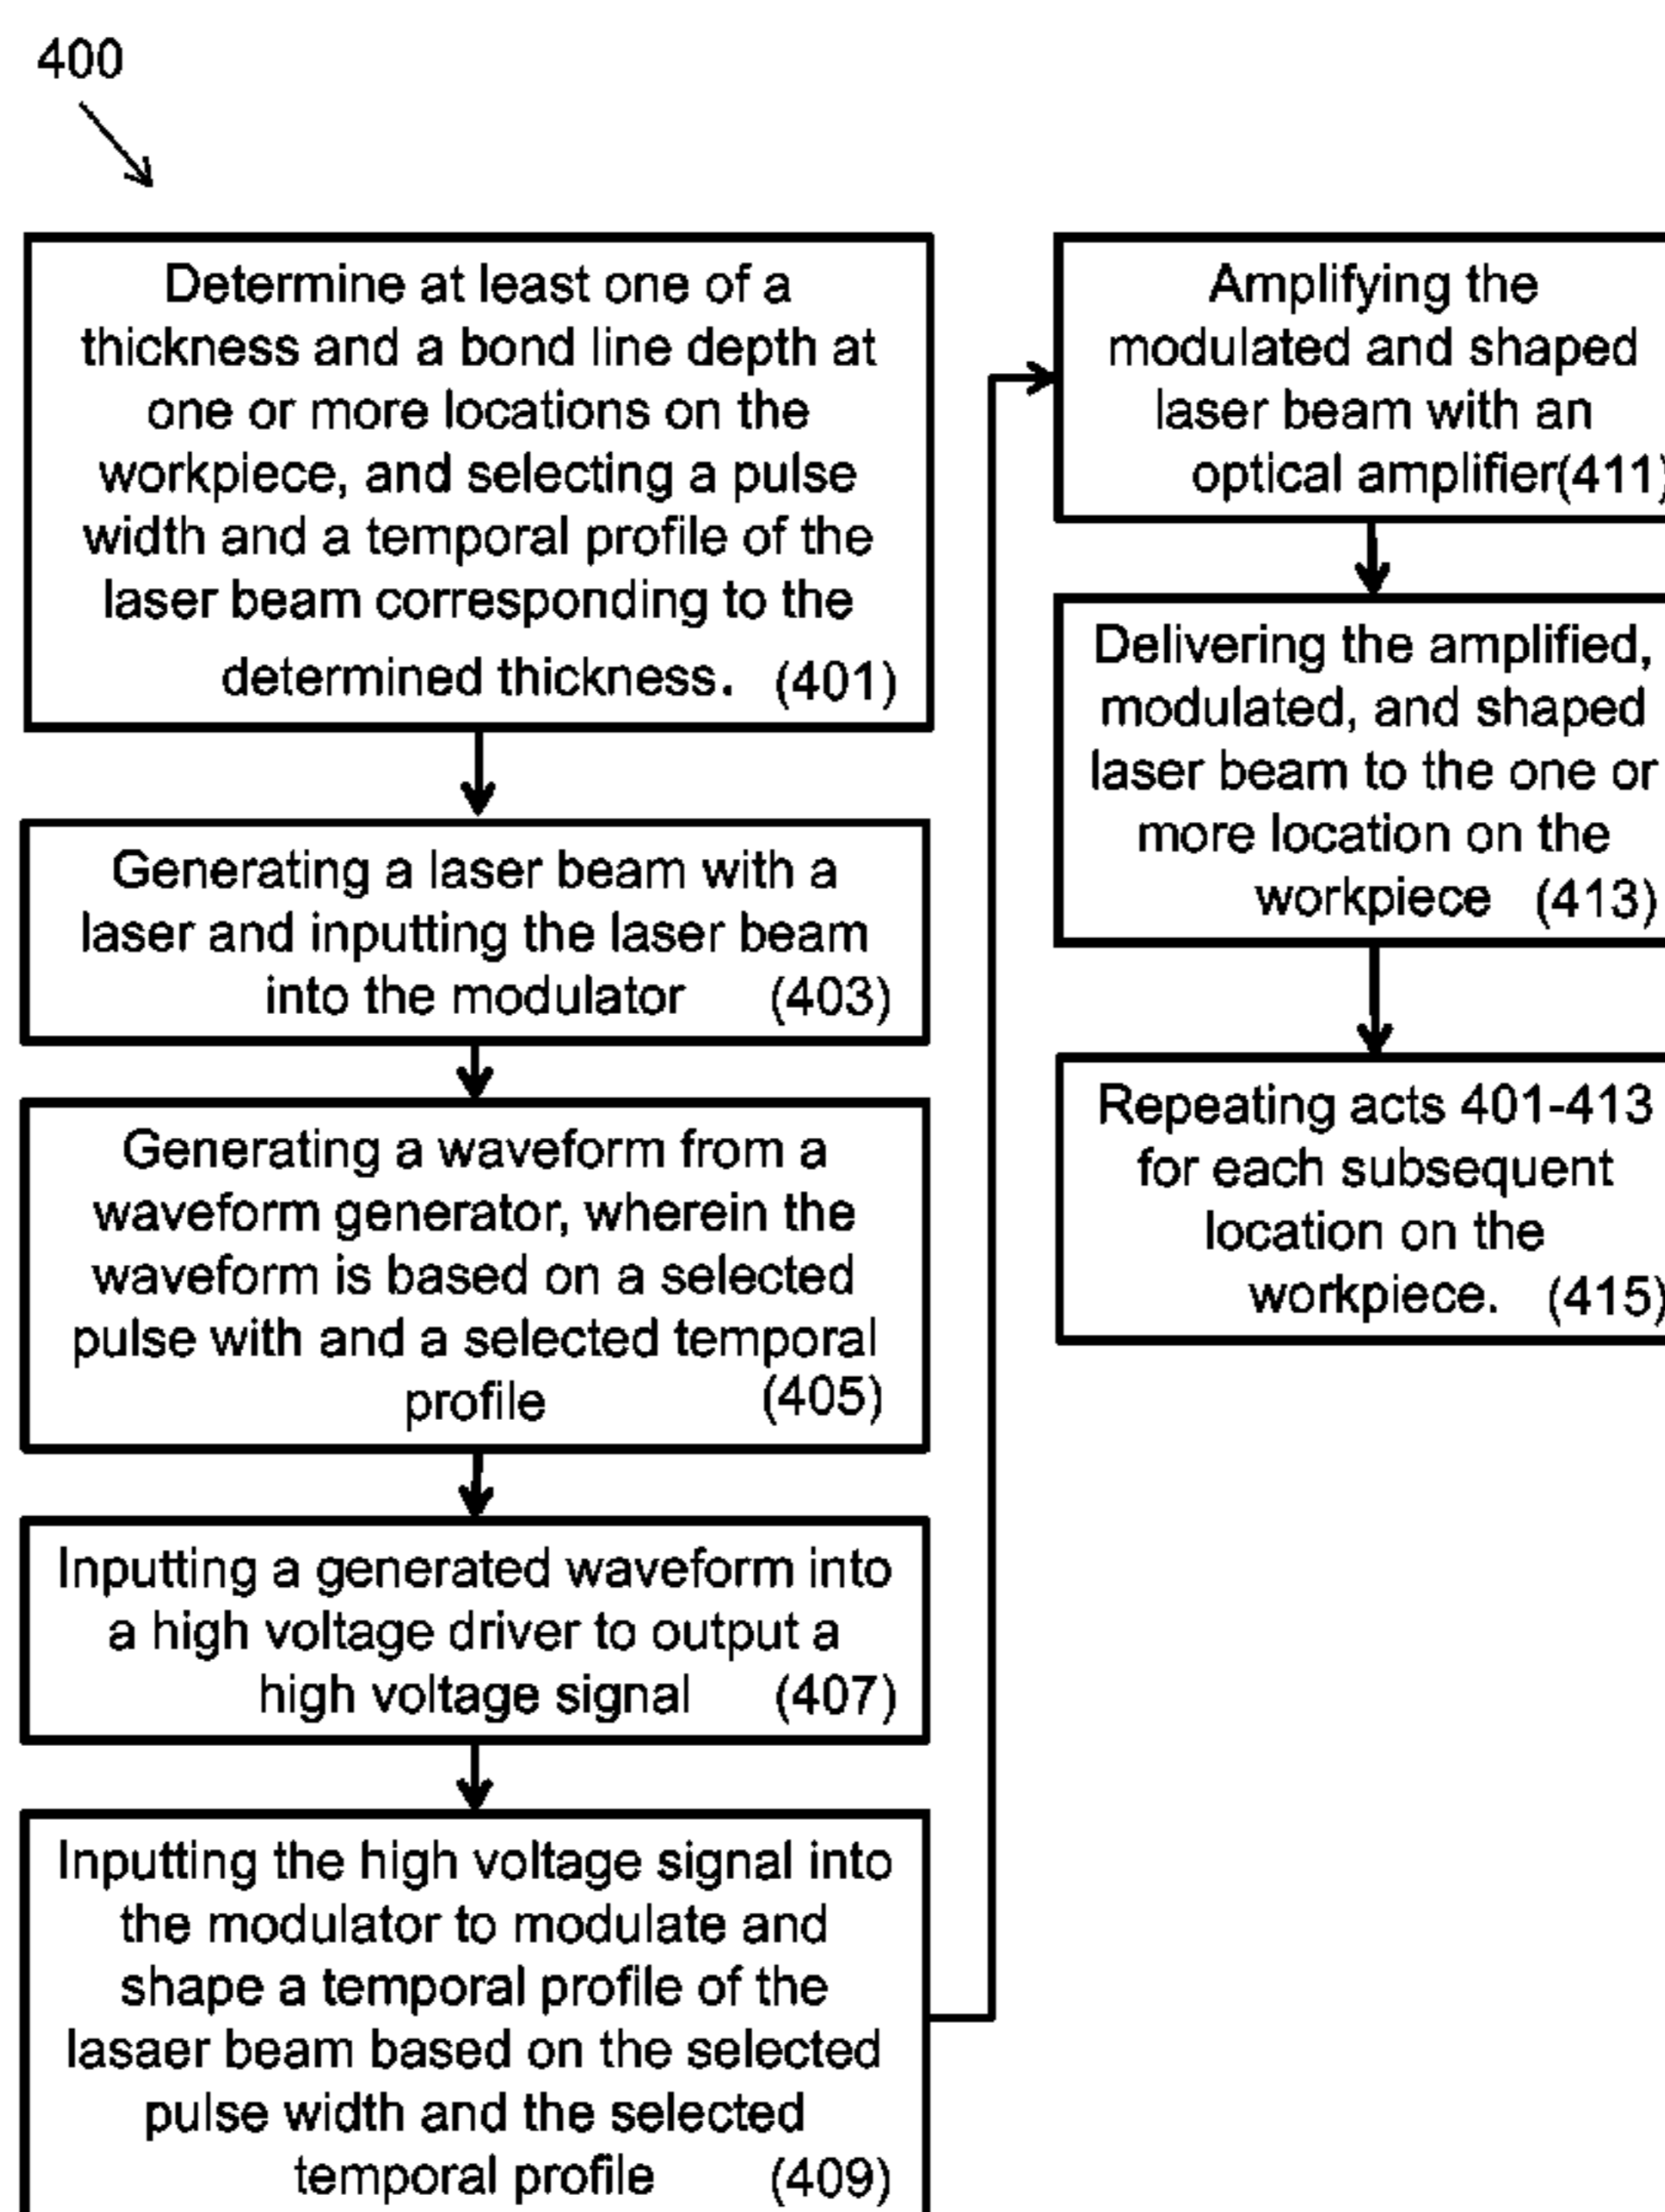 400
Determine at least one of a
thickness and a bond line depth at
one or more locations on the
workpiece, and selecting a pulse
width and a temporal profile of the
laser beam corresponding to the
determined thickness. (401)
Generating a laser beam with a
laser and inputting the laser beam
into the modulator (403)
Generating a waveform from a
waveform generator, wherein the
waveform is based on a selected
pulse with and a selected temporal
profile (405)
Inputting a generated waveform into
a high voltage driver to output a
high voltage signal (407)
Inputting the high voltage signal into
the modulator to modulate and
shape a temporal profile of the
lasaer beam based on the selected
pulse width and the selected
temporal profile (409)
Amplifying the
modulated and shaped
laser beam with an
optical amplifier(411)
Delivering the amplified,
modulated, and shaped
laser beam to the one or
more location on the
workpiece (413)
Repeating acts 401-413
for each subsequent
location on the
workpiece. (415)